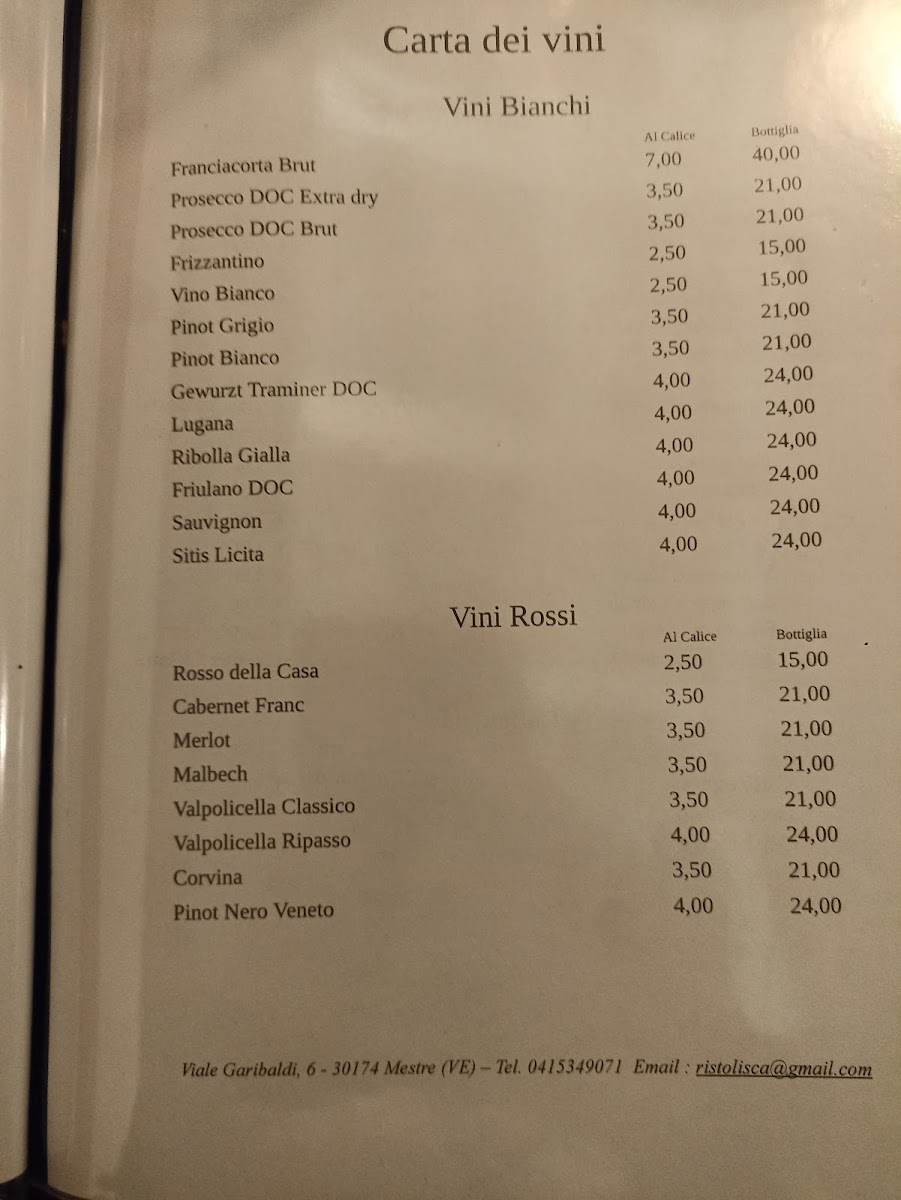 Carta dei vini
Vini Bianchi
Al Calice Bottiglia
Franciacorta Brut 7,00 40,00
Prosecco DOC Extra dry 3,50 21,00
Prosecco DOC Brut 3,50 21,00
Frizzantino 2,50 15,00
Vino Bianco 2,50 15,00
Pinot Grigio 3,50 21,00
Pinot Bianco 3,50 21,00
Gewurzt Traminer DOC 4,00 24,00
Lugana 4,00 24,00
Ribolla Gialla 4,00 24,00
Friulano DOC 4,00 24,00
Sauvignon 4,00 24,00
Sitis Licita 4,00 24,00
Vini Rossi
Al Calice Bottiglia
Rosso della Casa 2,50 15,00
Cabernet Franc 3,50 21,00
Merlot 3,50 21,00
Malbech 3,50 21,00
Valpolicella Classico 3,50 21,00
Valpolicella Ripasso 4,00 24,00
Corvina 3,50 21,00
Pinot Nero Veneto 4,00 24,00
Viale Garibaldi, 6 - 30174 Mestre (VE) – Tel. 0415349071 Email : ristolisca@gmail.com